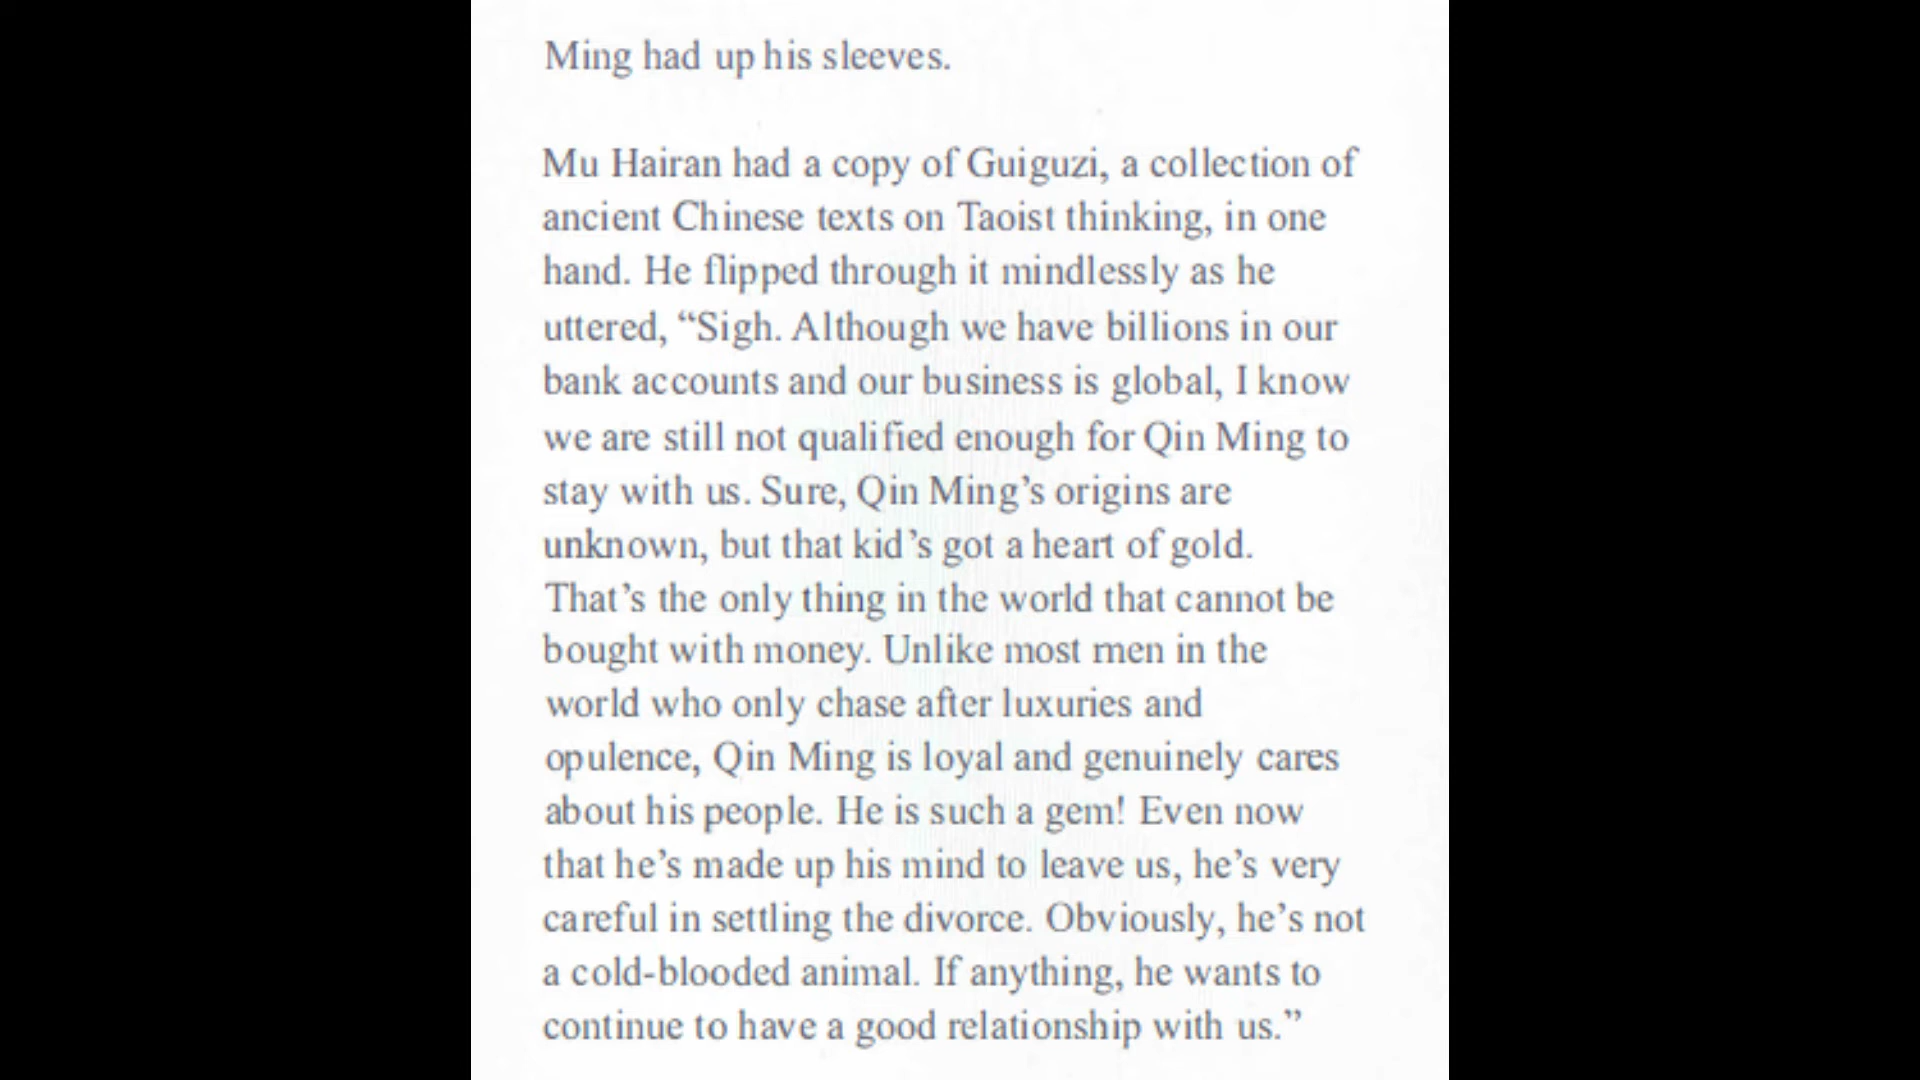 Ming had up his sleeves.
Mu Hairan had a copy of Guiguzi, a collection of
ancient Chinese texts on Taoist thinking, in one
hand. He flipped through it mindlessly as he
uttered, “Sigh. Although we have billions in our
bank accounts and our business is global, I know
we are still not qualified enough for Qin Ming to
stay with us. Sure, Qin Ming’s origins are
unknown, but that kid’s got a heart of gold.
That’s the only thing in the world that cannot be
bought with money. Unlike most men in the
world who only chase after luxuries and
opulence, Qin Ming is loyal and genuinely cares
about his people. He is such a gem! Even now
that he’s made up his mind to leave us, he’s very
careful in settling the divorce. Obviously, he’s not
a cold-blooded animal. If anything, he wants to
continue to have a good relationship with us.”